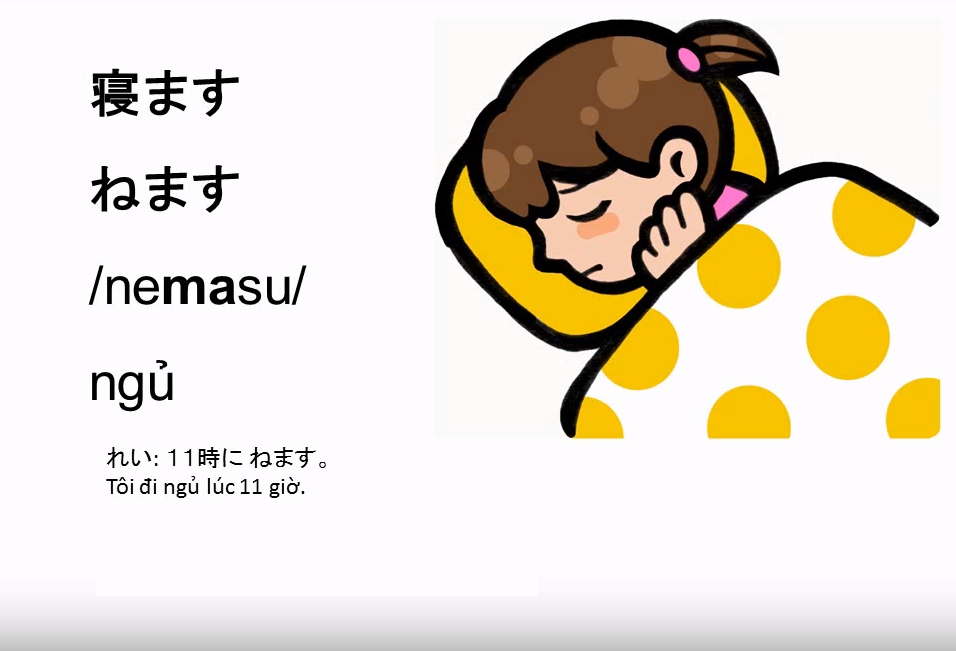 寝ます
ねます
/nemasu/
ngủ
れい: 11時に ねます。
Tôi đi ngủ lúc 11 giờ.